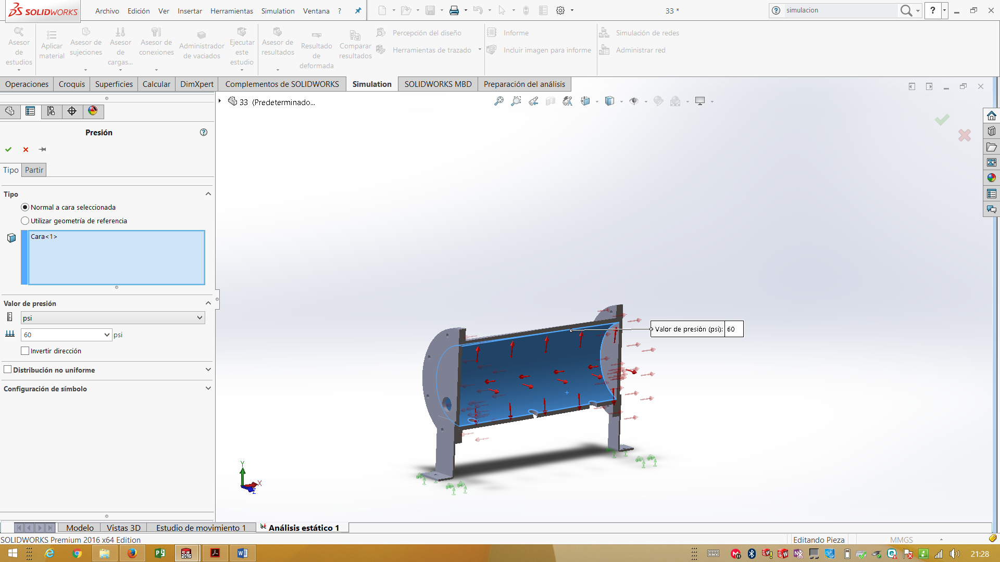 SOLIDWORKS
Archivo Edición Ver Insertar Herramientas Simulation Ventana ?
33 *
simulacion
?
Asesor de estudios
Aplicar material
Asesor de sujeciones
Asesor de cargas...
Asesor de conexiones
Administrador de vaciados
Ejecutar este estudio
Asesor de resultados
Resultado de deformada
Comparar resultados
Percepción del diseño
Herramientas de trazado
Informe
Incluir imagen para informe
Simulación de redes
Administrar red
Operaciones Croquis Superficies Calcular DimXpert Complementos de SOLIDWORKS Simulation SOLIDWORKS MBD Preparación del análisis
33 (Predeterminado...
Presión
Tipo Partir
Tipo
Normal a cara seleccionada
Utilizar geometría de referencia
Cara<1>
Valor de presión
psi
60 psi
Invertir dirección
Distribución no uniforme
Configuración de símbolo
Valor de presión (psi): 60
Y
X
Z
Modelo Vistas 3D Estudio de movimiento 1 Análisis estático 1
SOLIDWORKS Premium 2016 x64 Edition
Editando Pieza
MMGS
21:28